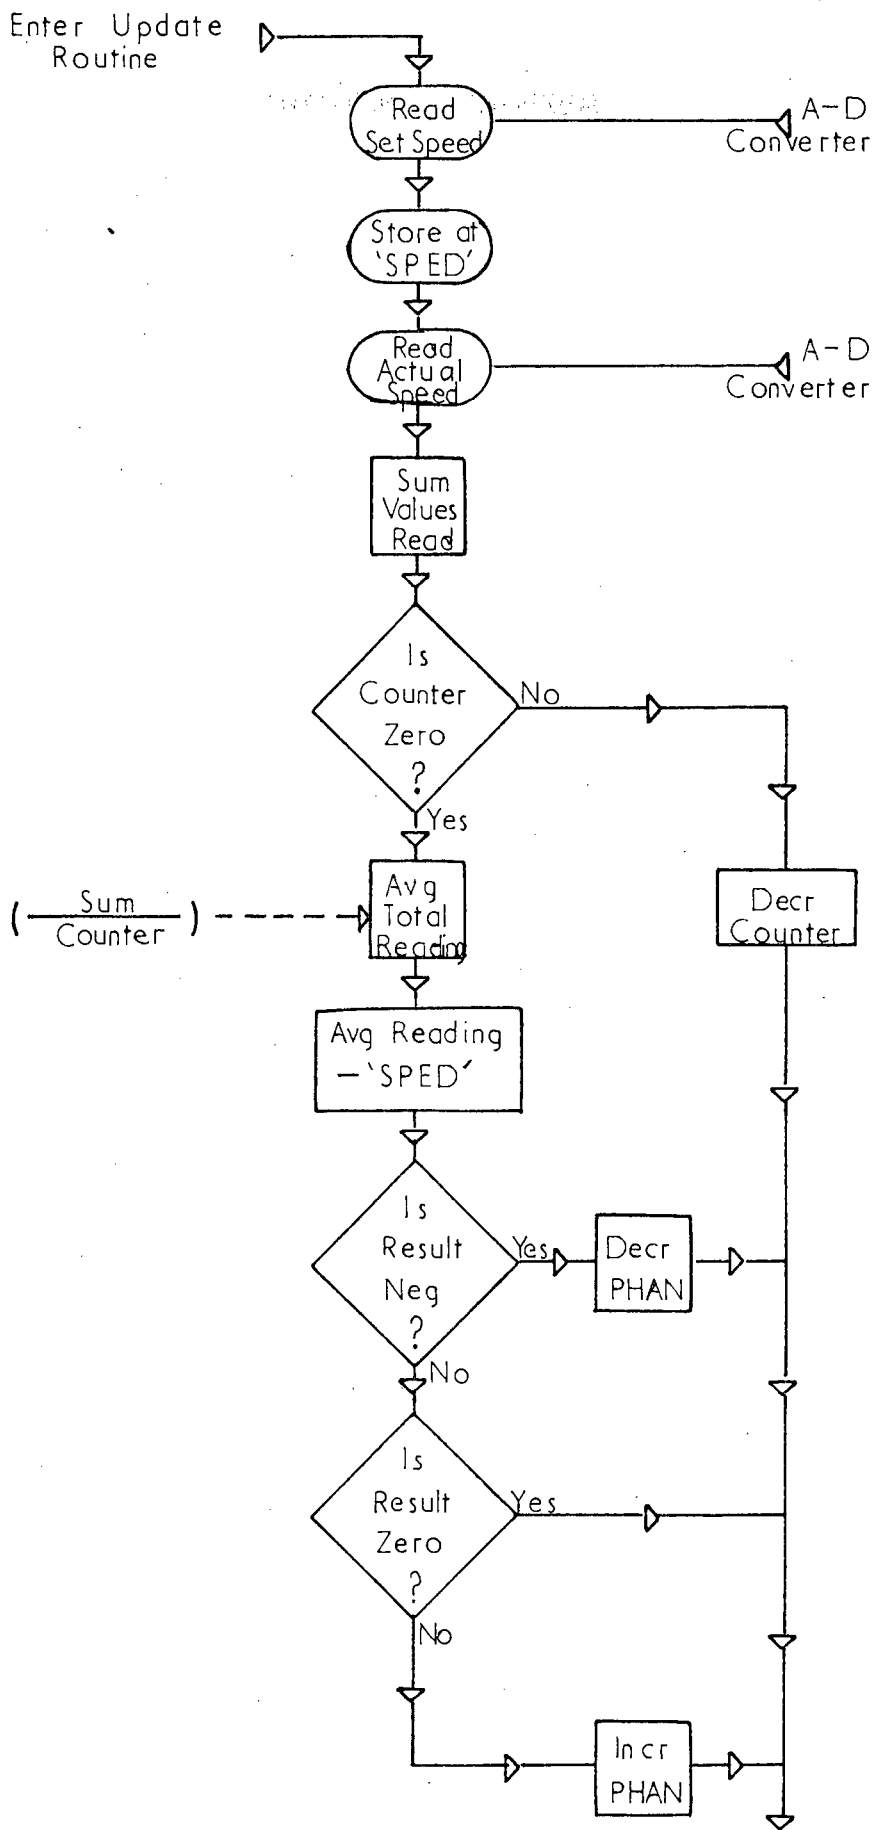 Enter Update
Routine
Read
Set Speed
A-D
Converter
Store at
'SPED'
Read
Actual
Speed
A-D
Converter
Sum
Values
Read
Is
Counter
Zero
?
No
Yes
Avg
Total
Reading
( Sum
Counter )
Decr
Counter
Avg Reading
-'SPED'
Is
Result
Neg
?
Yes
Decr
PHAN
No
Is
Result
Zero
?
Yes
No
Incr
PHAN